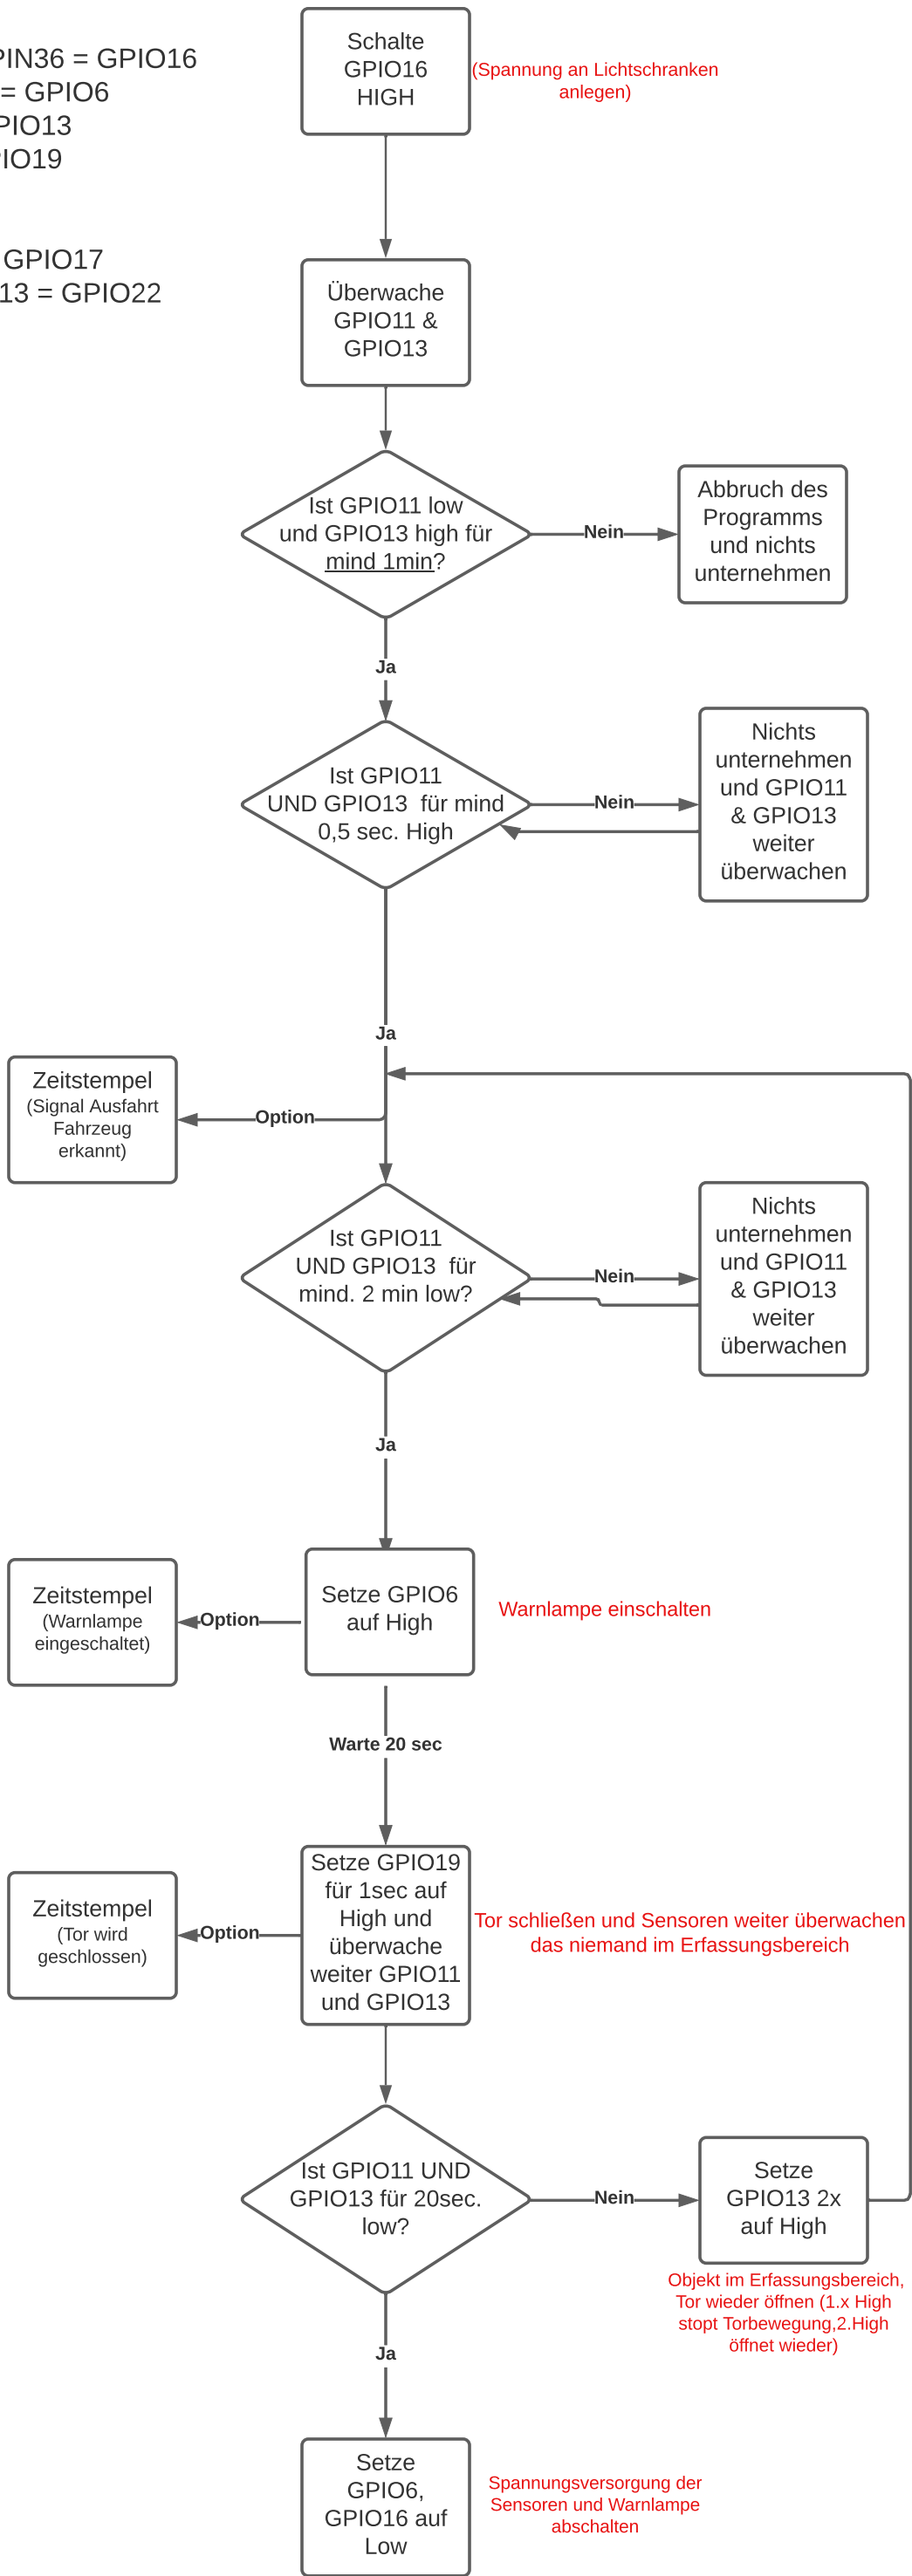 Schalte
GPIO16
HIGH
(Spannung an Lichtschranken
anlegen)
PIN36 = GPIO16
= GPIO6
PIO13
IO19
GPIO17
13 = GPIO22
Überwache
GPIO11 &
GPIO13
Ist GPIO11 low
und GPIO13 high für
mind 1min?
Nein
Abbruch des
Programms
und nichts
unternehmen
Ja
Ist GPIO11
UND GPIO13 für mind
0,5 sec. High
Nein
Nichts
unternehmen
und GPIO11
& GPIO13
weiter
überwachen
Ja
Option
Zeitstempel
(Signal Ausfahrt
Fahrzeug
erkannt)
Ist GPIO11
UND GPIO13 für
mind. 2 min low?
Nein
Nichts
unternehmen
und GPIO11
& GPIO13
weiter
überwachen
Ja
Setze GPIO6
auf High
Warnlampe einschalten
Option
Zeitstempel
(Warnlampe
eingeschaltet)
Warte 20 sec
Setze GPIO19
für 1sec auf
High und
überwache
weiter GPIO11
und GPIO13
Tor schließen und Sensoren weiter überwachen
das niemand im Erfassungsbereich
Option
Zeitstempel
(Tor wird
geschlossen)
Ist GPIO11 UND
GPIO13 für 20sec.
low?
Nein
Setze
GPIO13 2x
auf High
Objekt im Erfassungsbereich,
Tor wieder öffnen (1.x High
stopt Torbewegung,2.High
öffnet wieder)
Ja
Setze
GPIO6,
GPIO16 auf
Low
Spannungsversorgung der
Sensoren und Warnlampe
abschalten